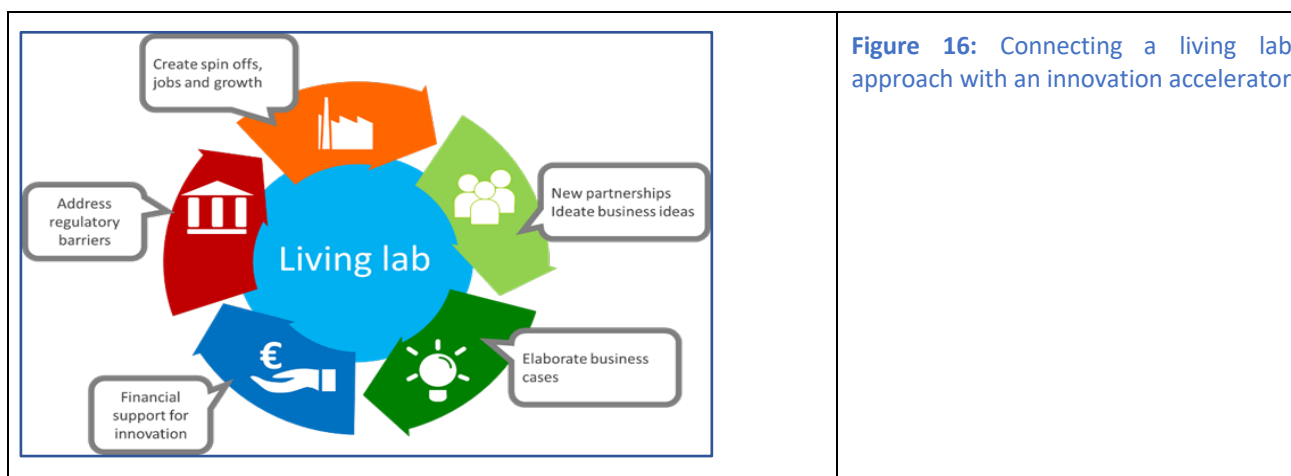 Create spin offs,
jobs and growth
New partnerships
Ideate business ideas
Address
regulatory
barriers
Living lab
€
Elaborate business
cases
Financial
support for
innovation
Figure 16: Connecting a living lab
approach with an innovation accelerator